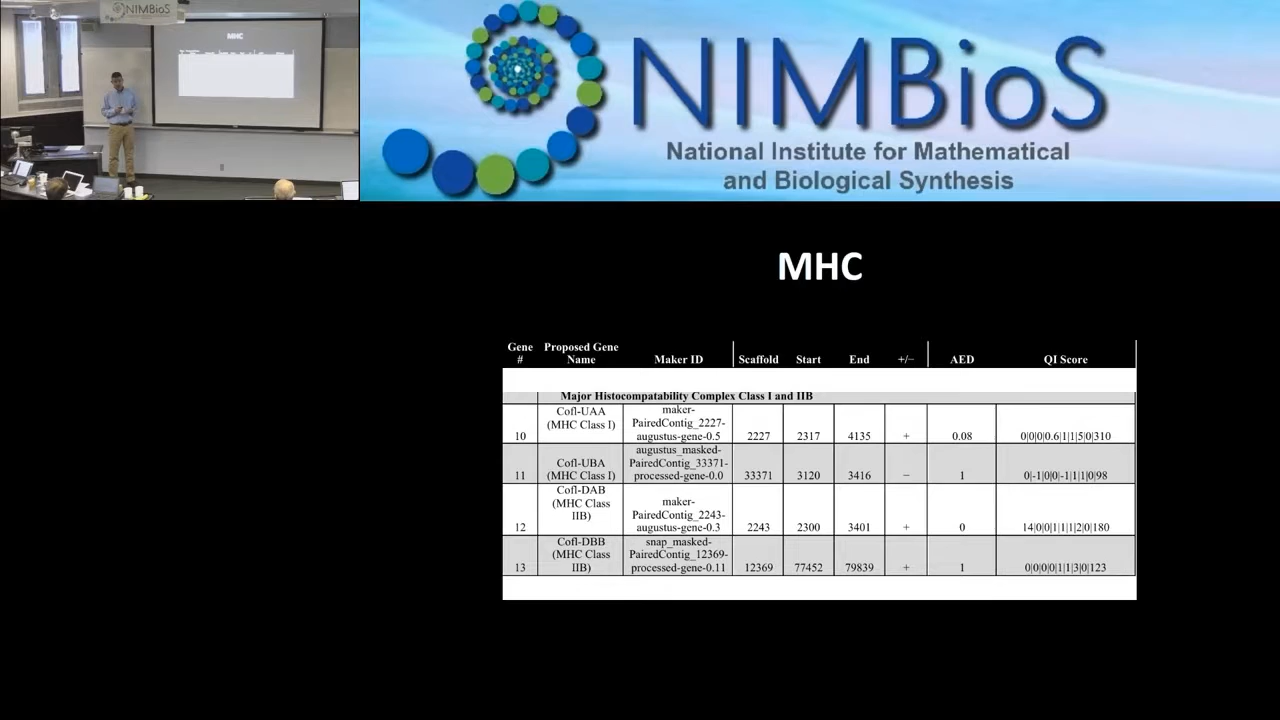 NIMBioS
MHC
NIMBioS
National Institute for Mathematical
and Biological Synthesis
MHC
Gene # Proposed Gene Name Maker ID Scaffold Start End +/− AED QI Score
Major Histocompatability Complex Class I and IIB
10 Cofl-UAA (MHC Class I) maker-PairedContig_2227-augustus-gene-0.5 2227 2317 4135 + 0.08 0|0|0|0.6|1|1|5|0|310
11 Cofl-UBA (MHC Class I) augustus_masked-PairedContig_33371-processed-gene-0.0 33371 3120 3416 − 1 0|-1|0|0|-1|1|1|0|98
12 Cofl-DAB (MHC Class IIB) maker-PairedContig_2243-augustus-gene-0.3 2243 2300 3401 + 0 14|0|0|1|1|1|2|0|180
13 Cofl-DBB (MHC Class IIB) snap_masked-PairedContig_12369-processed-gene-0.11 12369 77452 79839 + 1 0|0|0|0|1|1|3|0|123